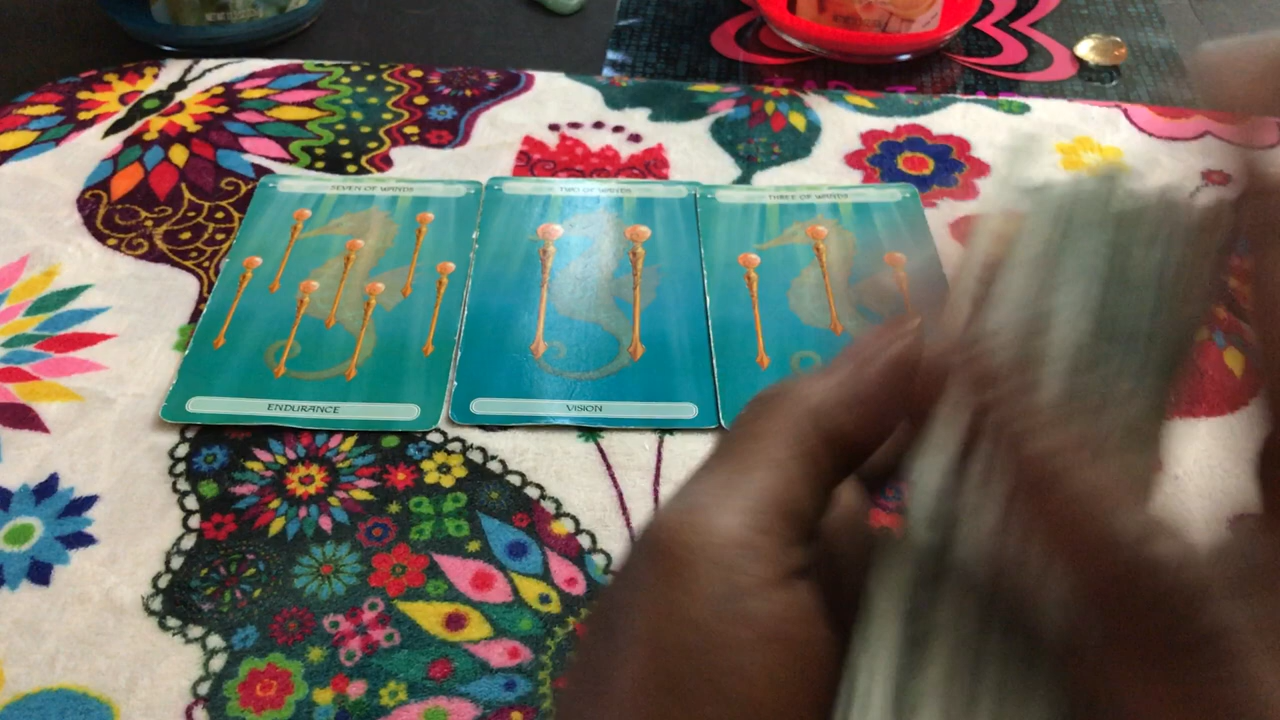 SEVEN OF WANDS
TWO OF WANDS
THREE OF WANDS
ENDURANCE
VISION